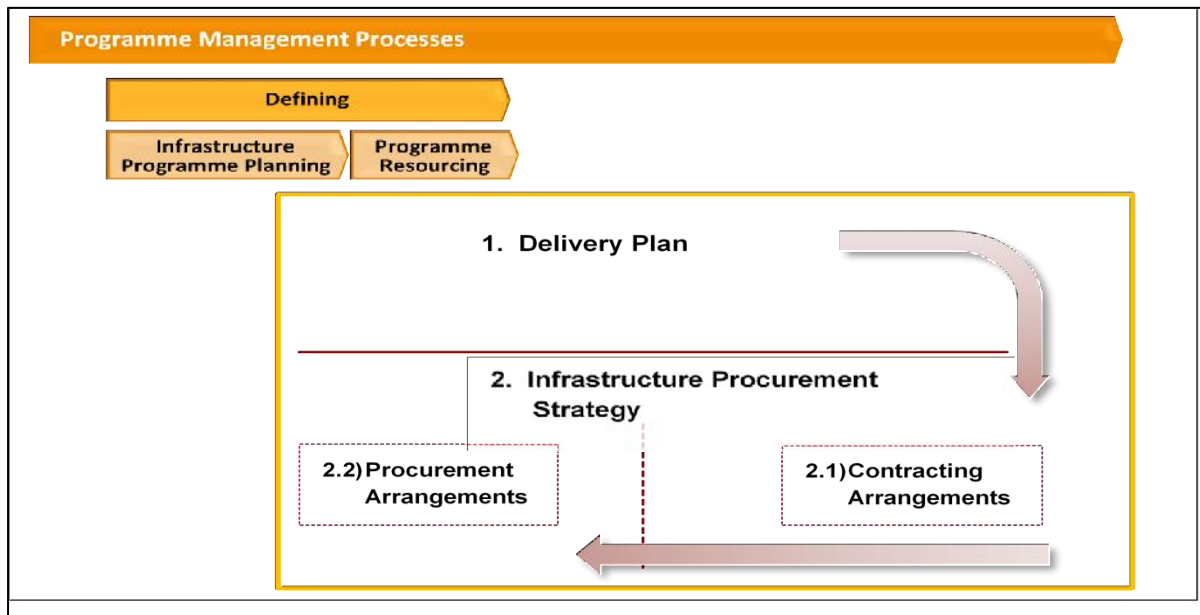 Programme Management Processes
Defining
Infrastructure
Programme Planning
Programme
Resourcing
1. Delivery Plan
2. Infrastructure Procurement
Strategy
2.2)Procurement
Arrangements
2.1)Contracting
Arrangements